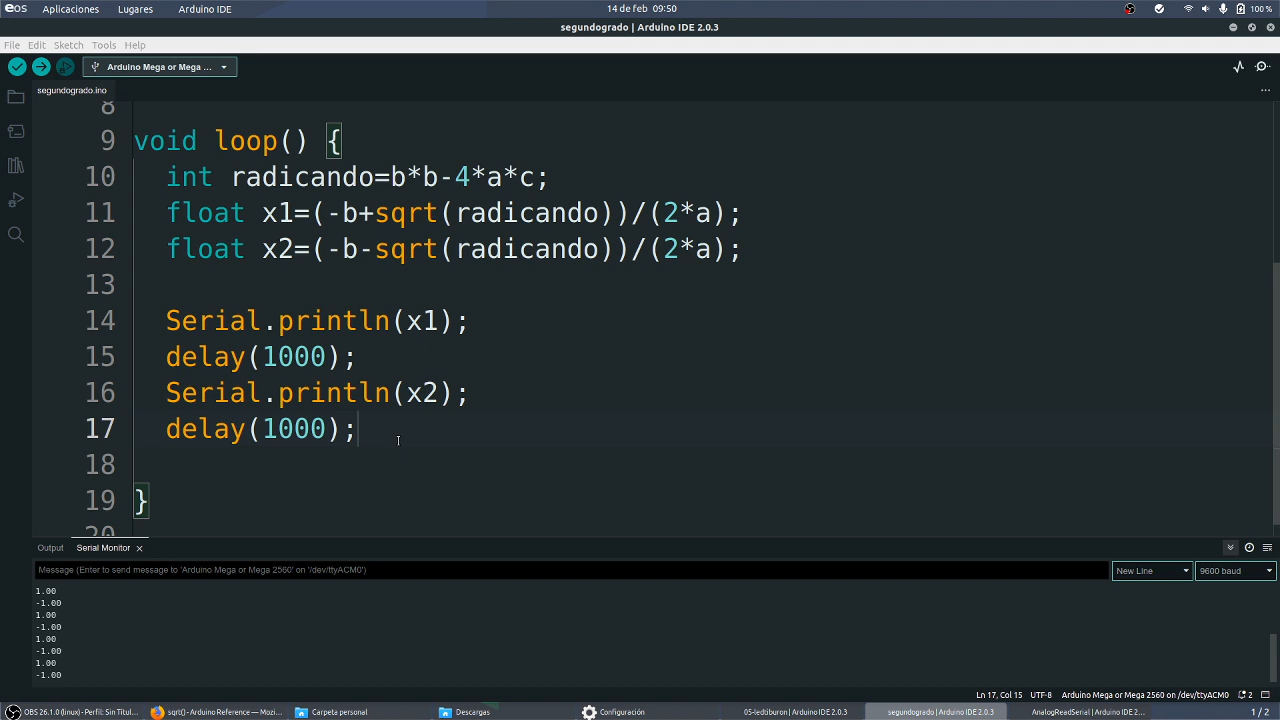 eos Aplicaciones Lugares Arduino IDE 14 de feb 09:50 100 %
segundogrado | Arduino IDE 2.0.3
File Edit Sketch Tools Help
Arduino Mega or Mega ...
segundogrado.ino
8
9 void loop() {
10 int radicando=b*b-4*a*c;
11 float x1=(-b+sqrt(radicando))/(2*a);
12 float x2=(-b-sqrt(radicando))/(2*a);
13
14 Serial.println(x1);
15 delay(1000);
16 Serial.println(x2);
17 delay(1000);
18
19 }
20
Output Serial Monitor
Message (Enter to send message to 'Arduino Mega or Mega 2560' on '/dev/ttyACM0') New Line 9600 baud
1.00
-1.00
1.00
-1.00
1.00
-1.00
1.00
-1.00
Ln 17, Col 15 UTF-8 Arduino Mega or Mega 2560 on /dev/ttyACM0 2
OBS 26.1.0 (linux) - Perfil: Sin Títul... sqrt() - Arduino Reference — Mozi... Carpeta personal Descargas Configuración 05-ledtiburon | Arduino IDE 2.0.3 segundogrado | Arduino IDE 2.0.3 AnalogReadSerial | Arduino IDE 2.... 1 / 2